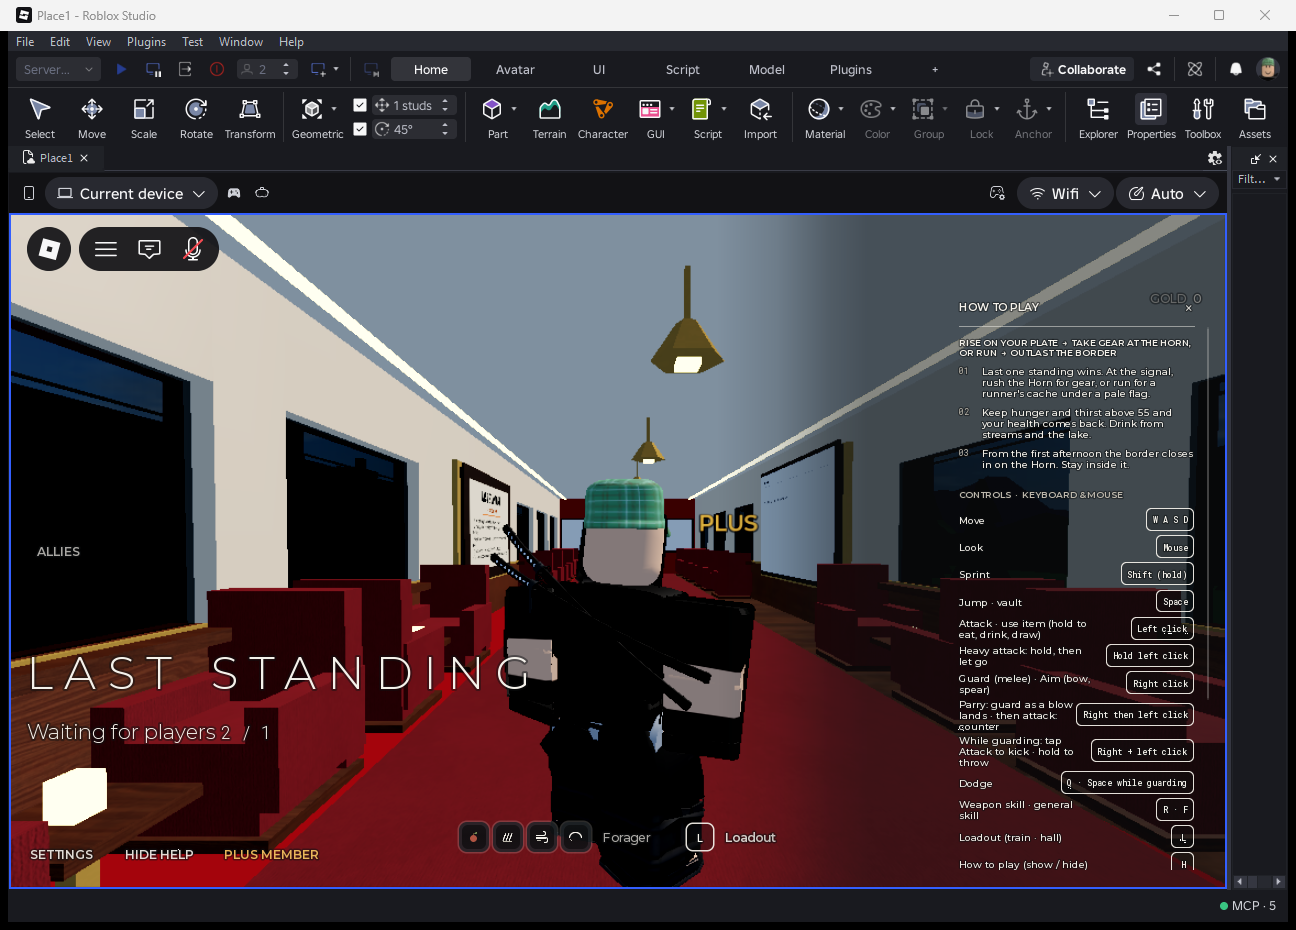 Place1 - Roblox Studio
File Edit View Plugins Test Window Help
Server... 2 Home Avatar UI Script Model Plugins + Collaborate
1 studs
45°
Select Move Scale Rotate Transform Geometric Part Terrain Character GUI Script Import Material Color Group Lock Anchor Explorer Properties Toolbox Assets
Place1
Filt...
Current device Wifi Auto
GOLD 0
HOW TO PLAY ×
RISE ON YOUR PLATE → TAKE GEAR AT THE HORN,
OR RUN → OUTLAST THE BORDER
01 Last one standing wins. At the signal,
rush the Horn for gear, or run for a
runner's cache under a pale flag.
02 Keep hunger and thirst above 55 and
your health comes back. Drink from
streams and the lake.
03 From the first afternoon the border closes
in on the Horn. Stay inside it.
CONTROLS · KEYBOARD & MOUSE
Move W A S D
Look Mouse
Sprint Shift (hold)
Jump · vault Space
Attack · use item (hold to
eat, drink, draw) Left click
Heavy attack: hold, then
let go Hold left click
Guard (melee) · Aim (bow,
spear) Right click
Parry: guard as a blow
lands · then attack:
counter Right then left click
While guarding: tap
Attack to kick · hold to
throw Right + left click
Dodge Q · Space while guarding
Weapon skill · general
skill R · F
Loadout (train · hall) L
How to play (show / hide) H
PLUS
ALLIES
LAST STANDING
Waiting for players 2 / 1
SETTINGS HIDE HELP PLUS MEMBER
Forager L Loadout
MCP · 5